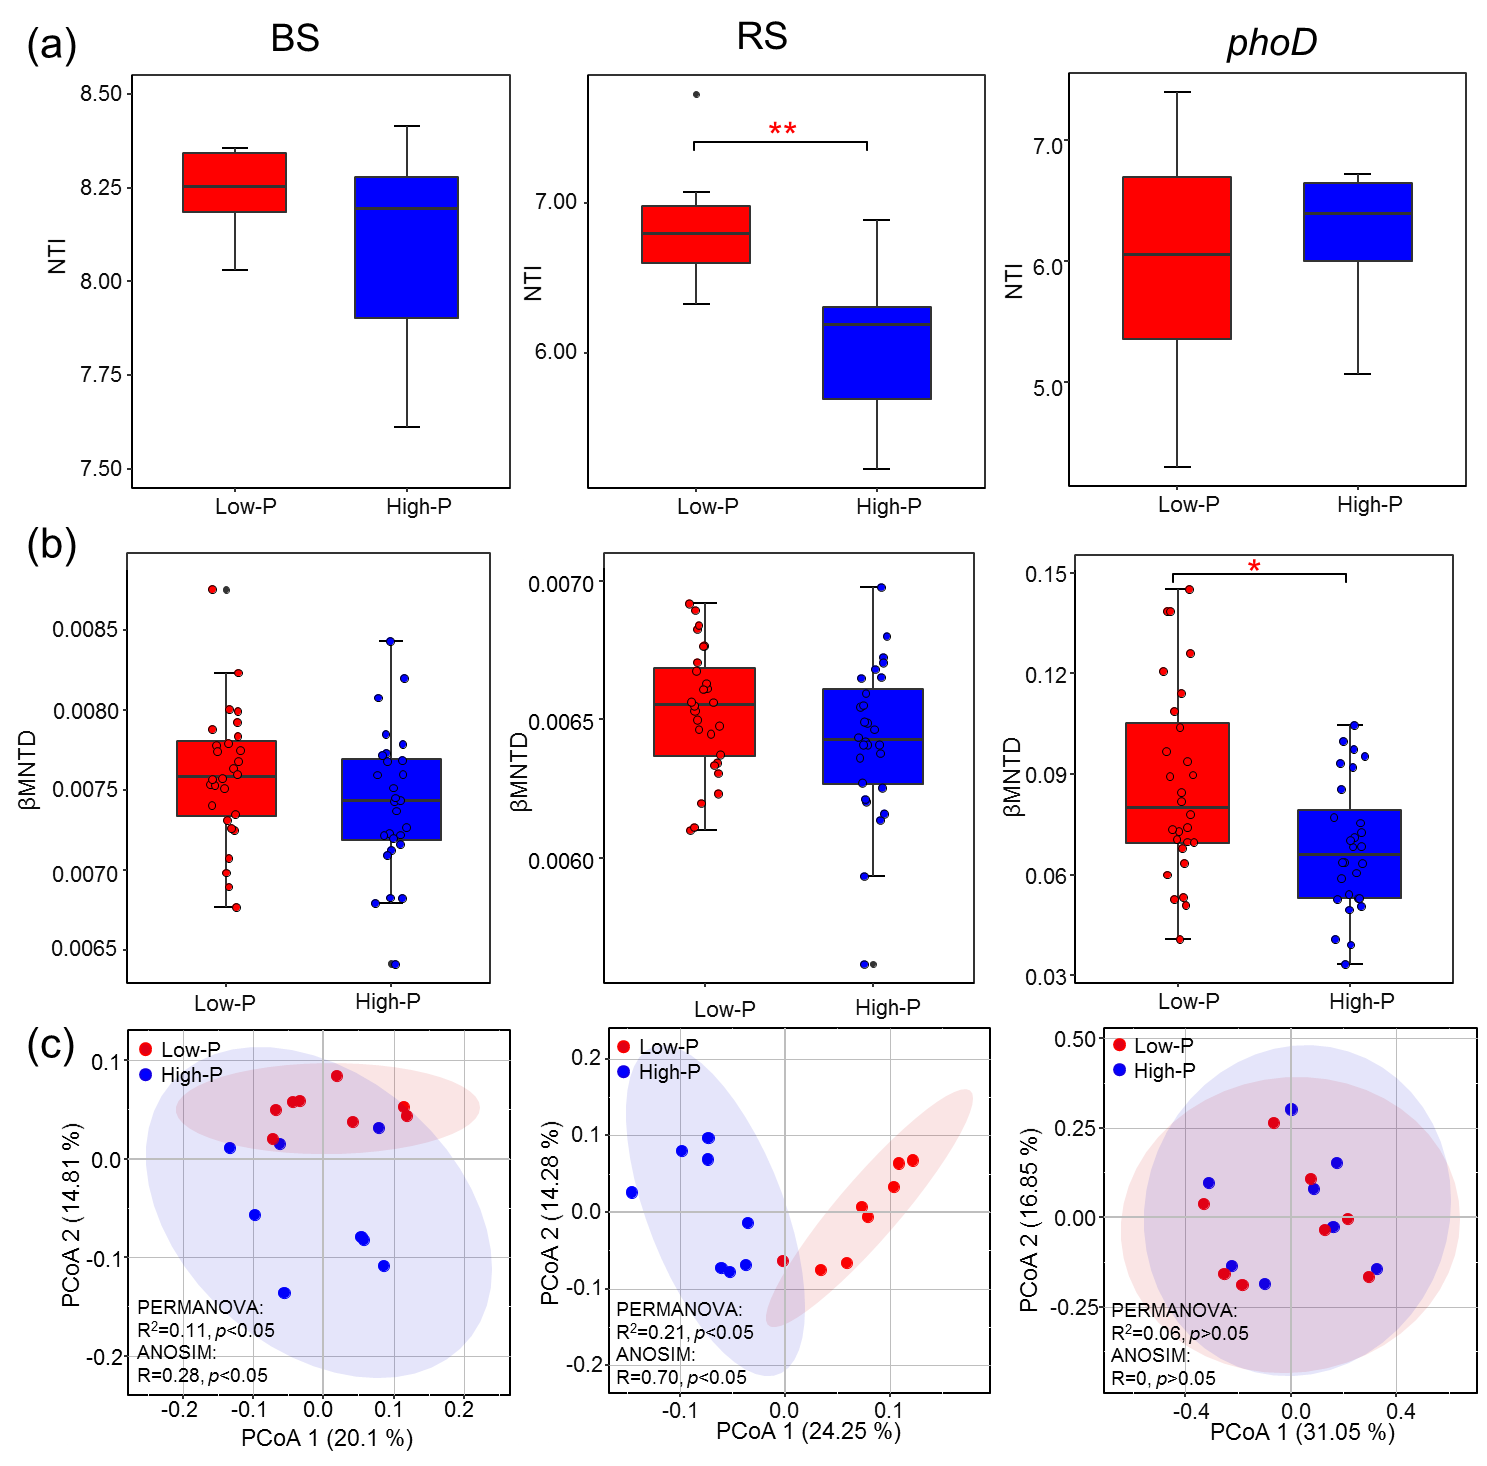 (a)
BS
RS
phoD
8.50
8.25
8.00
7.75
7.50
NTI
Low-P
High-P
**
7.00
6.00
NTI
Low-P
High-P
7.0
6.0
5.0
NTI
Low-P
High-P
(b)
0.0085
0.0080
0.0075
0.0070
0.0065
βMNTD
Low-P
High-P
0.0070
0.0065
0.0060
βMNTD
Low-P
High-P
*
0.15
0.12
0.09
0.06
0.03
βMNTD
Low-P
High-P
(c)
Low-P
High-P
0.1
0.0
-0.1
-0.2
PCoA 2 (14.81 %)
PERMANOVA:
R²=0.11, p<0.05
ANOSIM:
R=0.28, p<0.05
-0.2
-0.1
0.0
0.1
0.2
PCoA 1 (20.1 %)
Low-P
High-P
0.2
0.1
0.0
-0.1
-0.2
PCoA 2 (14.28 %)
PERMANOVA:
R²=0.21, p<0.05
ANOSIM:
R=0.70, p<0.05
-0.1
0.0
0.1
PCoA 1 (24.25 %)
Low-P
High-P
0.50
0.25
0.00
-0.25
PCoA 2 (16.85 %)
PERMANOVA:
R²=0.06, p>0.05
ANOSIM:
R=0, p>0.05
-0.4
0.0
0.4
PCoA 1 (31.05 %)